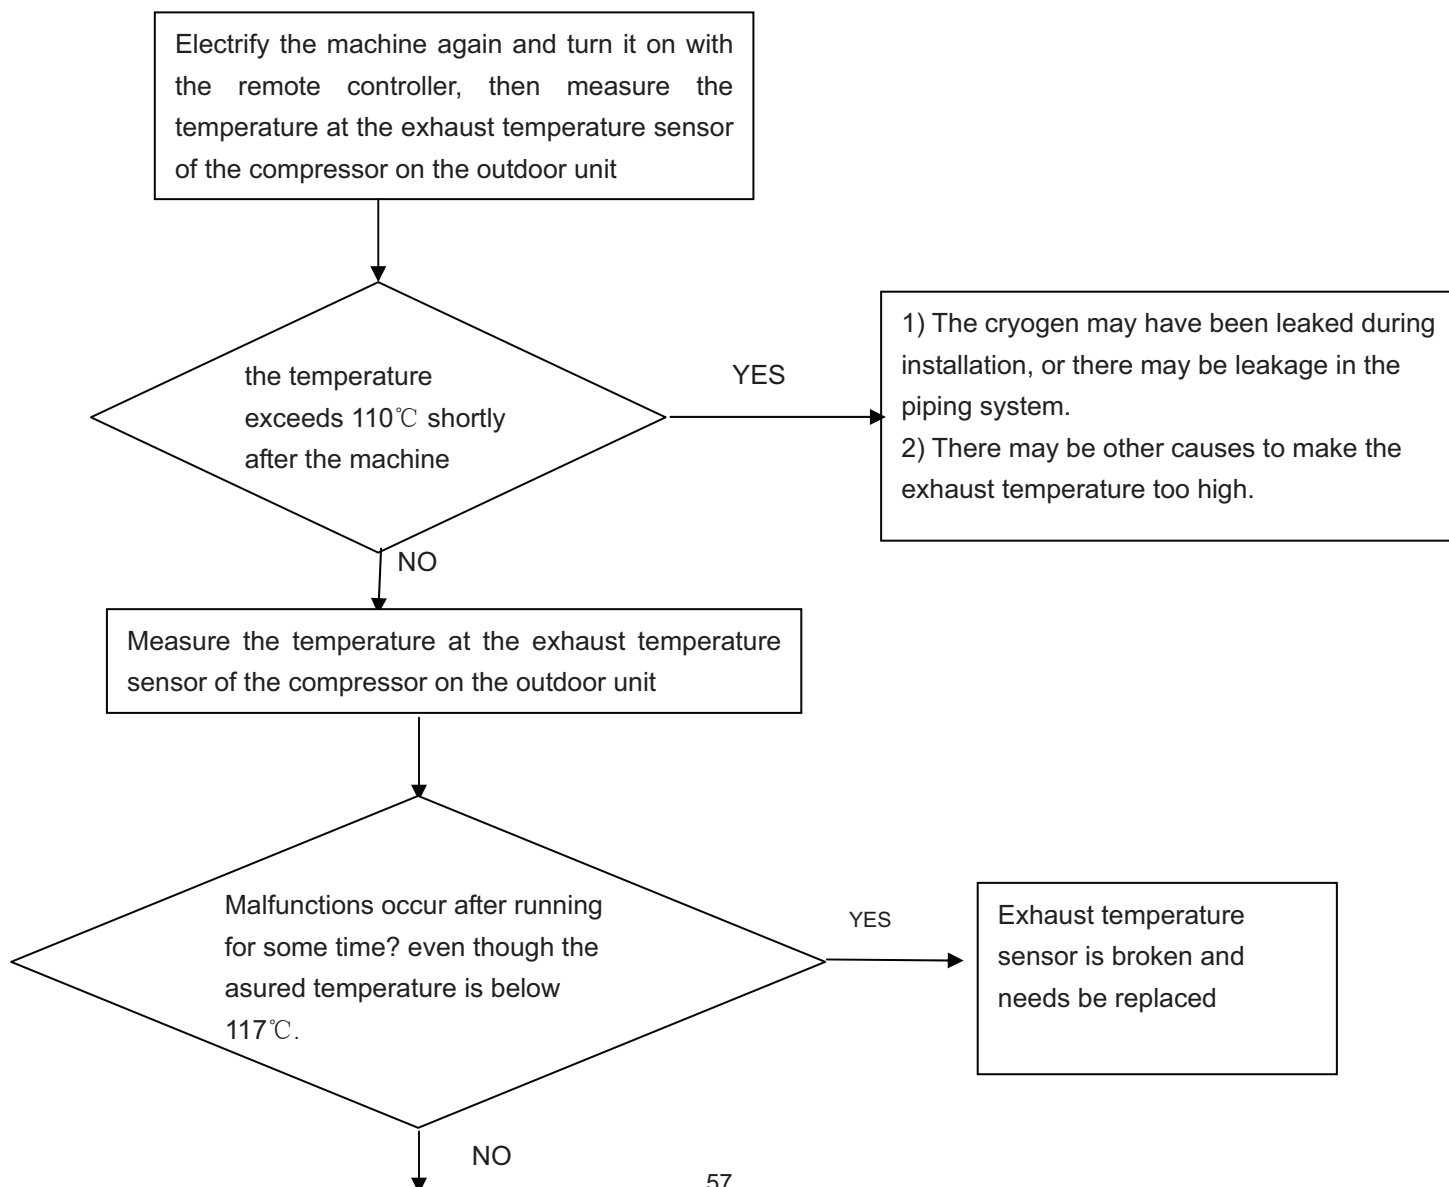 Electrify the machine again and turn it on with
the remote controller, then measure the
temperature at the exhaust temperature sensor
of the compressor on the outdoor unit
the temperature
exceeds 110℃ shortly
after the machine
YES
1) The cryogen may have been leaked during
installation, or there may be leakage in the
piping system.
2) There may be other causes to make the
exhaust temperature too high.
NO
Measure the temperature at the exhaust temperature
sensor of the compressor on the outdoor unit
Malfunctions occur after running
for some time? even though the
asured temperature is below
117℃.
YES
Exhaust temperature
sensor is broken and
needs be replaced
NO
57